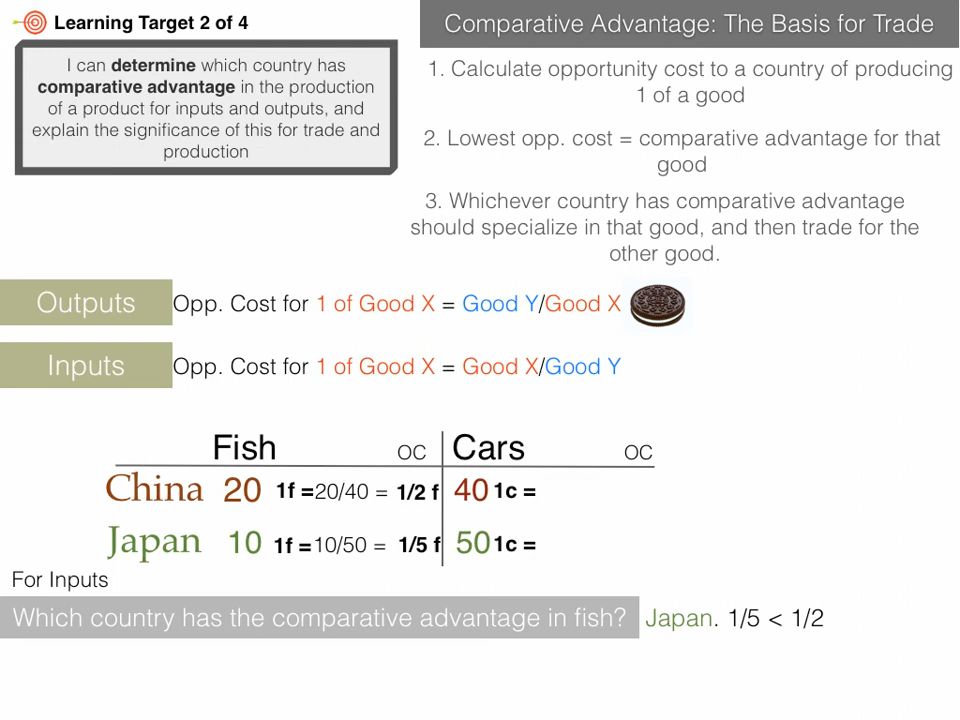 Learning Target 2 of 4
I can determine which country has
comparative advantage in the production
of a product for inputs and outputs, and
explain the significance of this for trade and
production
Comparative Advantage: The Basis for Trade
1. Calculate opportunity cost to a country of producing
1 of a good
2. Lowest opp. cost = comparative advantage for that
good
3. Whichever country has comparative advantage
should specialize in that good, and then trade for the
other good.
Outputs Opp. Cost for 1 of Good X = Good Y/Good X
Inputs Opp. Cost for 1 of Good X = Good X/Good Y
Fish OC Cars OC
China 20 1f =20/40 = 1/2 f 40 1c =
Japan 10 1f =10/50 = 1/5 f 50 1c =
For Inputs
Which country has the comparative advantage in fish? Japan. 1/5 < 1/2